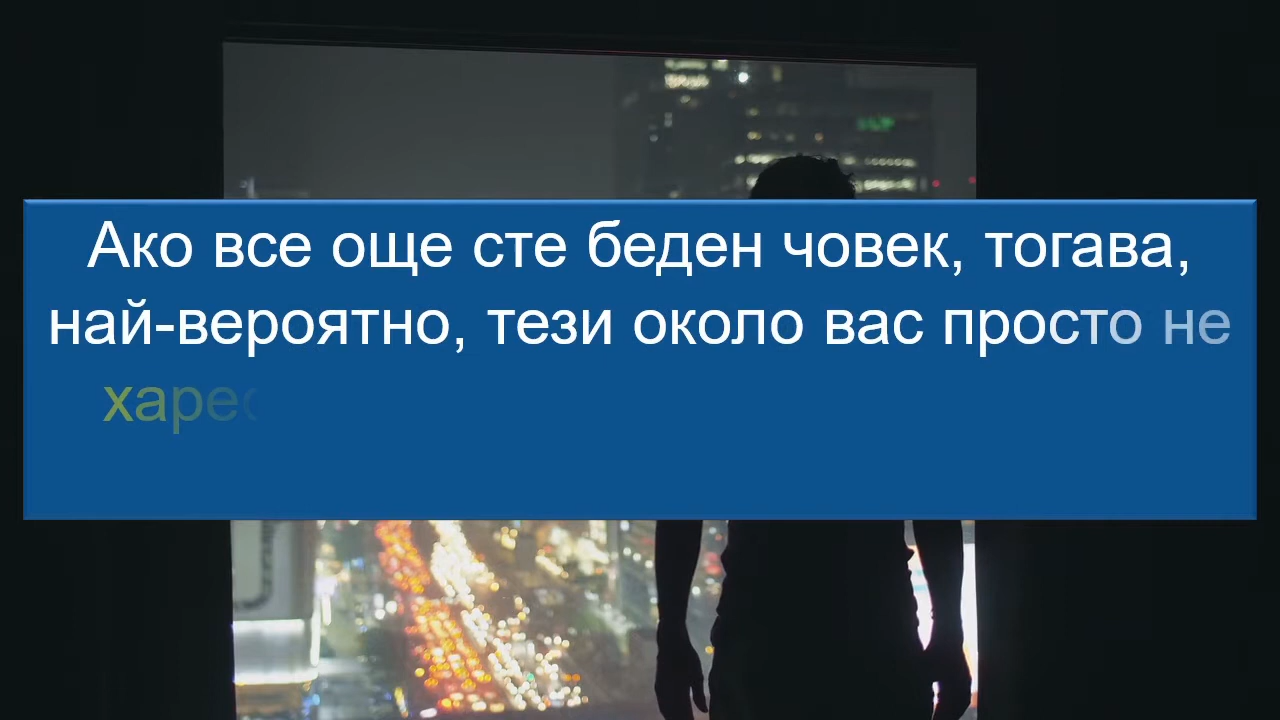 Ако все още сте беден човек, тогава,
най-вероятно, тези около вас просто не